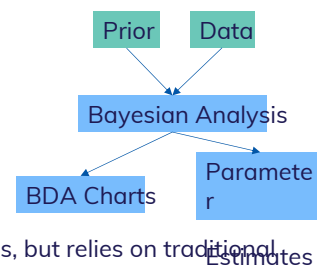 Prior Data
Bayesian Analysis
Paramete
r
BDA Charts
Estimates
s, but relies on traditional